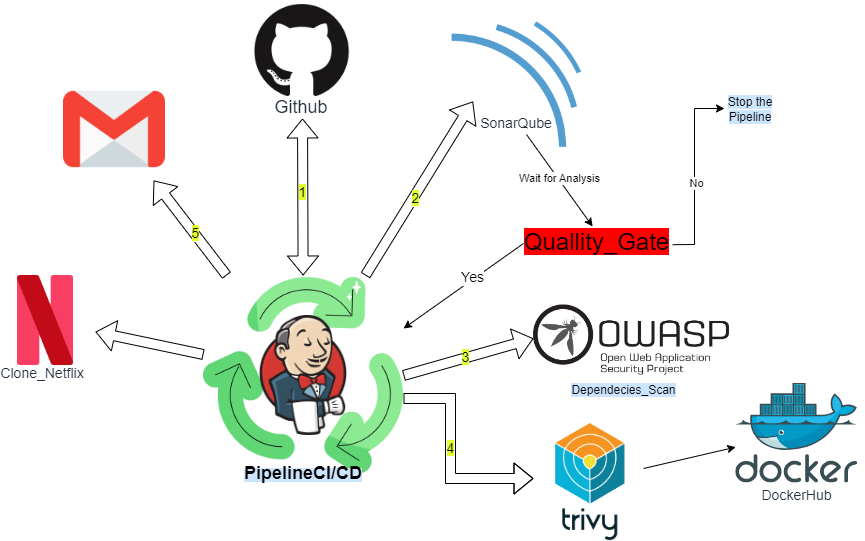 Github
SonarQube
Stop the
Pipeline
1
2
Wait for Analysis
No
5
Quallity_Gate
Yes
OWASP
Open Web Application
Security Project
3
Clone_Netflix
Dependecies_Scan
4
PipelineCI/CD
docker
DockerHub
trivy